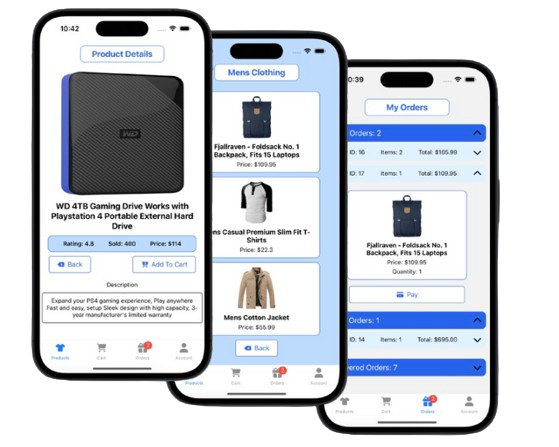 10:42
Product Details
WD
WD 4TB Gaming Drive Works with
Playstation 4 Portable External Hard
Drive
Rating: 4.8 Sold: 400 Price: $114
Back
Add To Cart
Description
Expand your PS4 gaming experience, Play anywhere
Fast and easy, setup Sleek design with high capacity, 3-
year manufacturer's limited warranty
Products
Cart
2
Orders
Account
Mens Clothing
Fjallraven - Foldsack No. 1
Backpack, Fits 15 Laptops
Price: $109.95
ns Casual Premium Slim Fit T-
Shirts
Price: $22.3
Mens Cotton Jacket
Price: $55.99
Back
Products
Cart
2
Orders
Account
0:39
My Orders
Orders: 2
ID: 16 Items: 2 Total: $165.99
ID: 17 Items: 1 Total: $109.95
Fjallraven - Foldsack No. 1
Backpack, Fits 15 Laptops
Price: $109.95
Quantity: 1
Pay
Orders: 1
ID: 14 Items: 1 Total: $695.00
vered Orders: 7
Products
Cart
2
Orders
Account